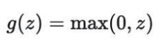 g(z) = max(0, z)